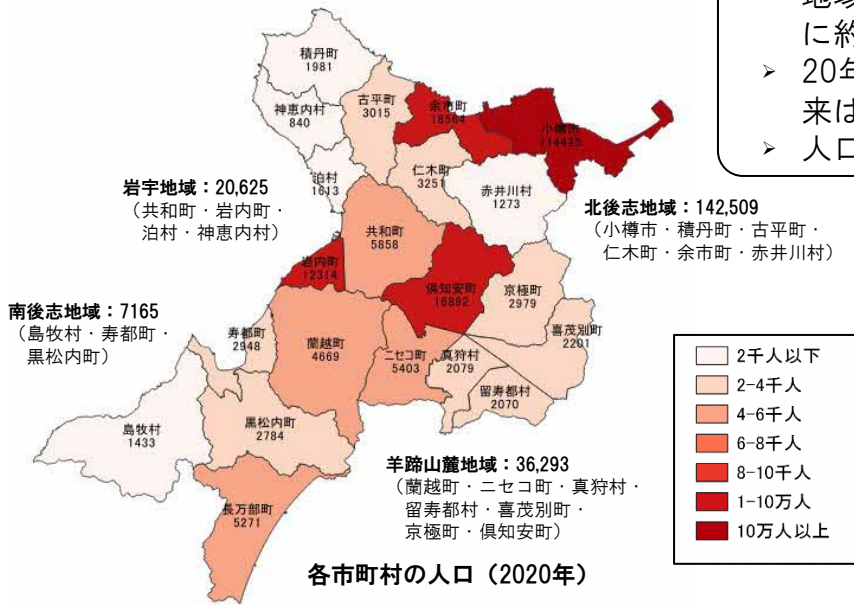 に約
> 20年
来は
> 人口
積丹町
1981
古平町
3015
余市町
18564
小樽市
神恵内村
840
泊村
1613
仁木町
3251
赤井川村
1273
岩宇地域：20,625
（共和町・岩内町・
泊村・神恵内村）
北後志地域：142,509
（小樽市・積丹町・古平町・
仁木町・余市町・赤井川村）
共和町
5858
岩内町
12314
倶知安町
16892
京極町
2979
喜茂別町
2201
南後志地域：7165
（島牧村・寿都町・
黒松内町）
寿都町
2948
蘭越町
4669
ニセコ町
5403
真狩村
2079
留寿都村
2070
島牧村
1433
黒松内町
2784
長万部町
5271
羊蹄山麓地域：36,293
（蘭越町・ニセコ町・真狩村・
留寿都村・喜茂別町・
京極町・倶知安町）
2千人以下
2-4千人
4-6千人
6-8千人
8-10千人
1-10万人
10万人以上
各市町村の人口（2020年）